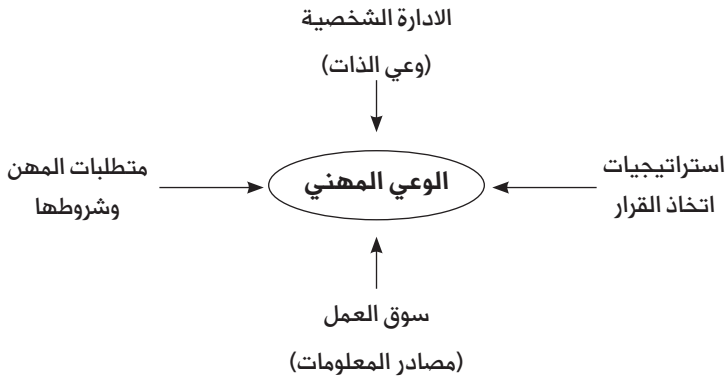 الادارة الشخصية
(وعي الذات)
استراتيجيات
اتخاذ القرار
الوعي المهني
متطلبات المهن
وشروطها
سوق العمل
(مصادر المعلومات)